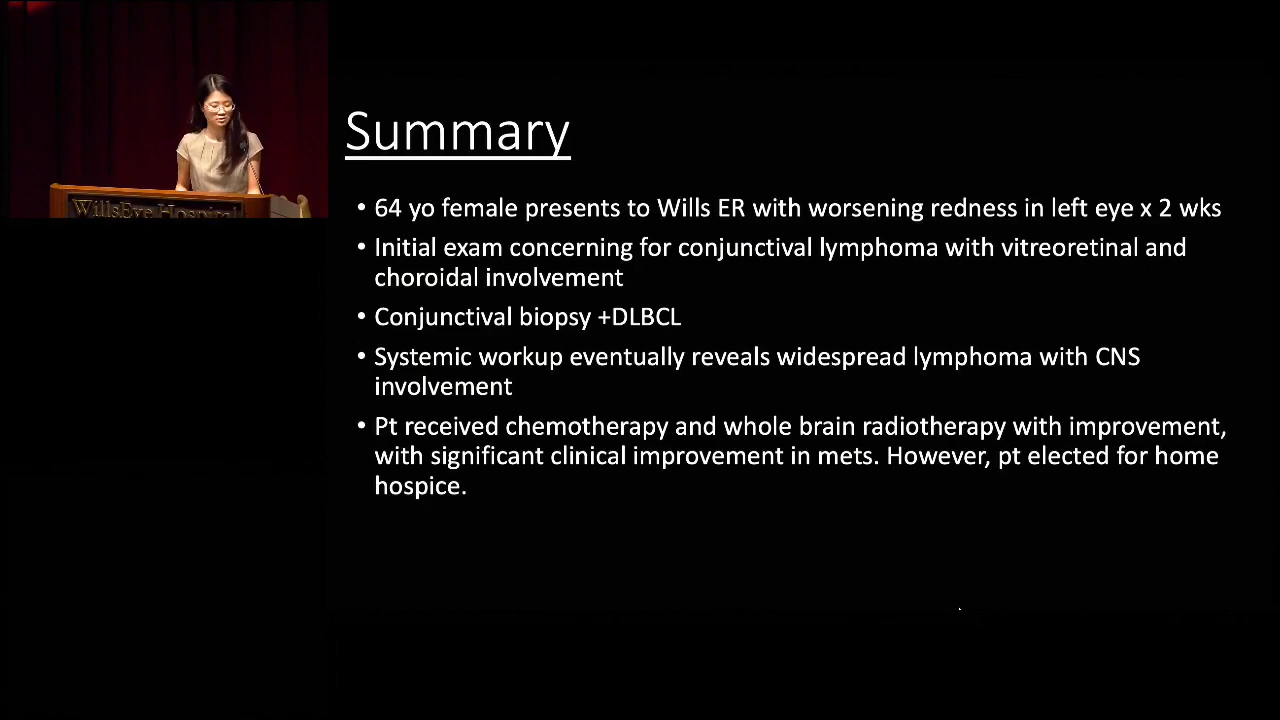 Summary
• 64 yo female presents to Wills ER with worsening redness in left eye x 2 wks
• Initial exam concerning for conjunctival lymphoma with vitreoretinal and
choroidal involvement
• Conjunctival biopsy +DLBCL
• Systemic workup eventually reveals widespread lymphoma with CNS
involvement
• Pt received chemotherapy and whole brain radiotherapy with improvement,
with significant clinical improvement in mets. However, pt elected for home
hospice.
WillsEye Hospital